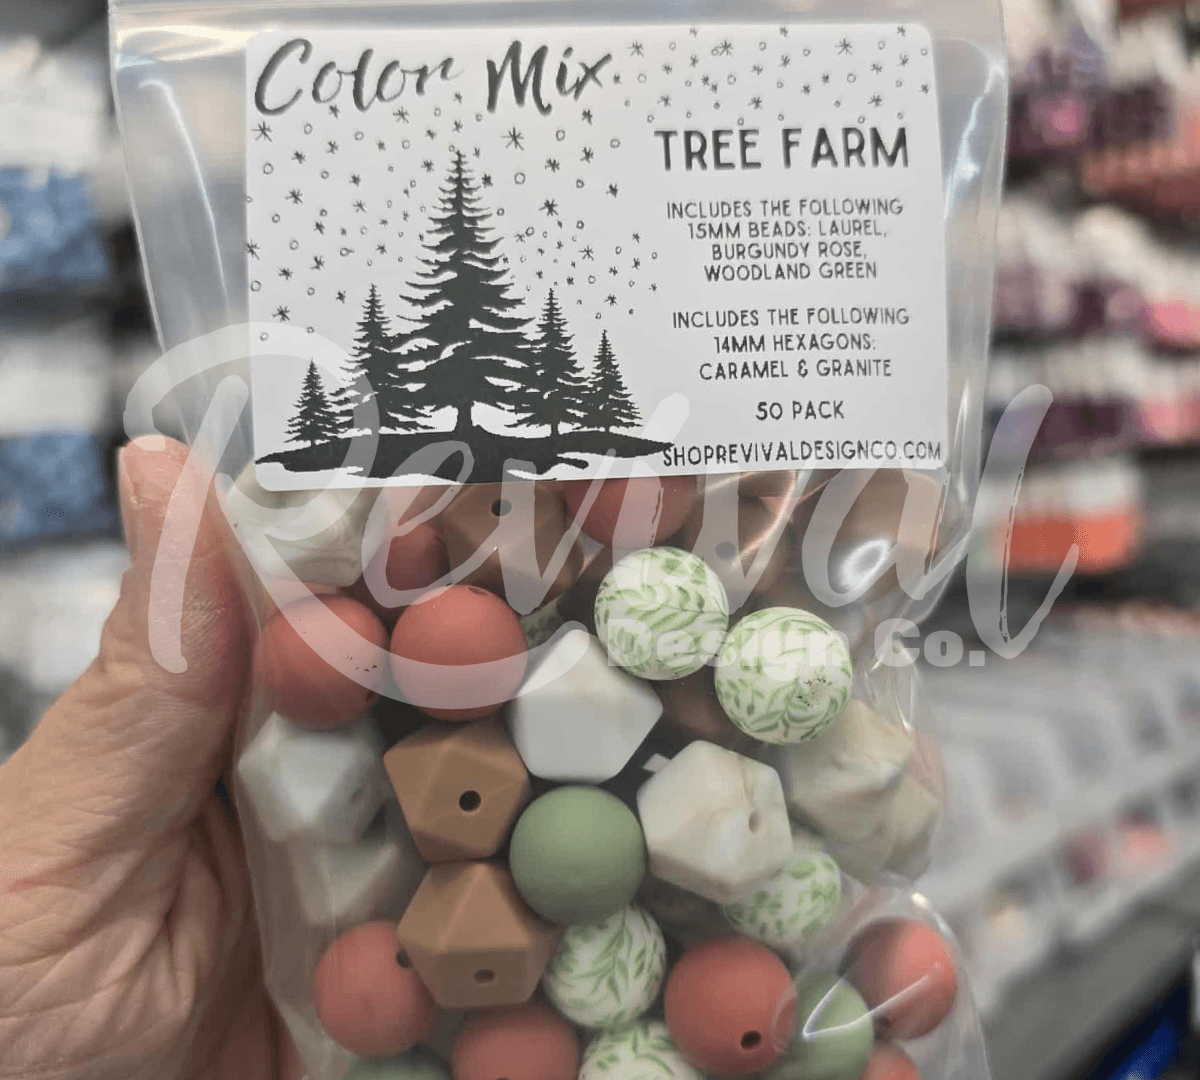 Color Mix
TREE FARM
INCLUDES THE FOLLOWING
15MM BEADS: LAUREL,
BURGUNDY ROSE,
WOODLAND GREEN
INCLUDES THE FOLLOWING
14MM HEXAGONS:
CARAMEL & GRANITE
50 PACK
SHOPREVIVALDESIGNCO.COM
Revival
Design Co.